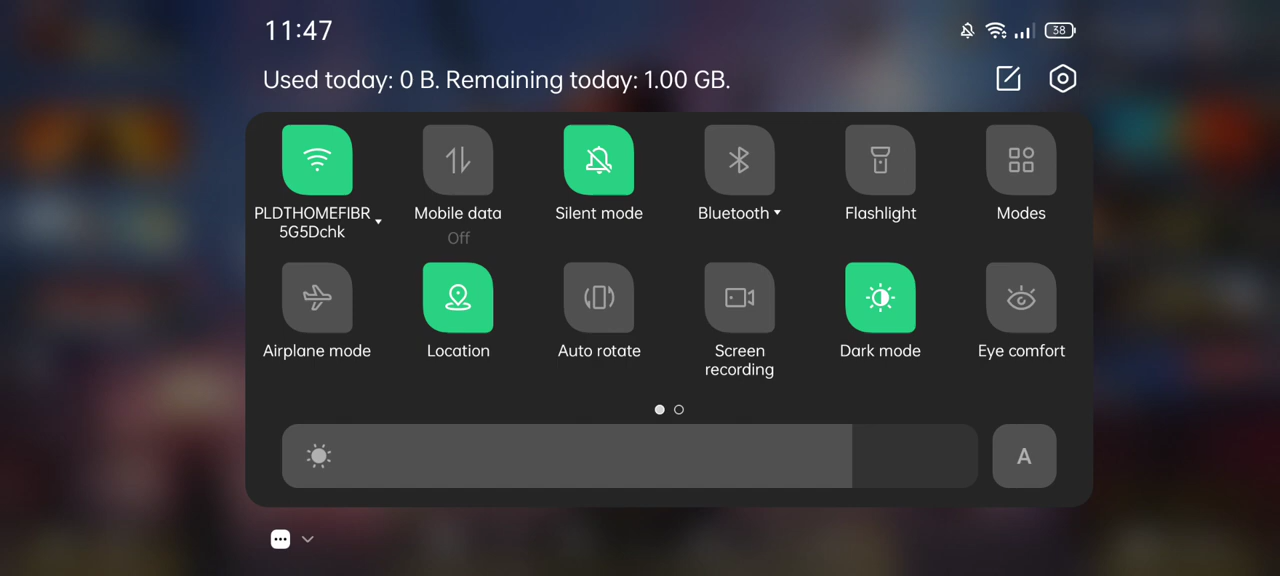 11:47
38
Used today: 0 B. Remaining today: 1.00 GB.
PLDTHOMEFIBR
5G5Dchk
Mobile data
Off
Silent mode
Bluetooth
Flashlight
Modes
Airplane mode
Location
Auto rotate
Screen
recording
Dark mode
Eye comfort
A